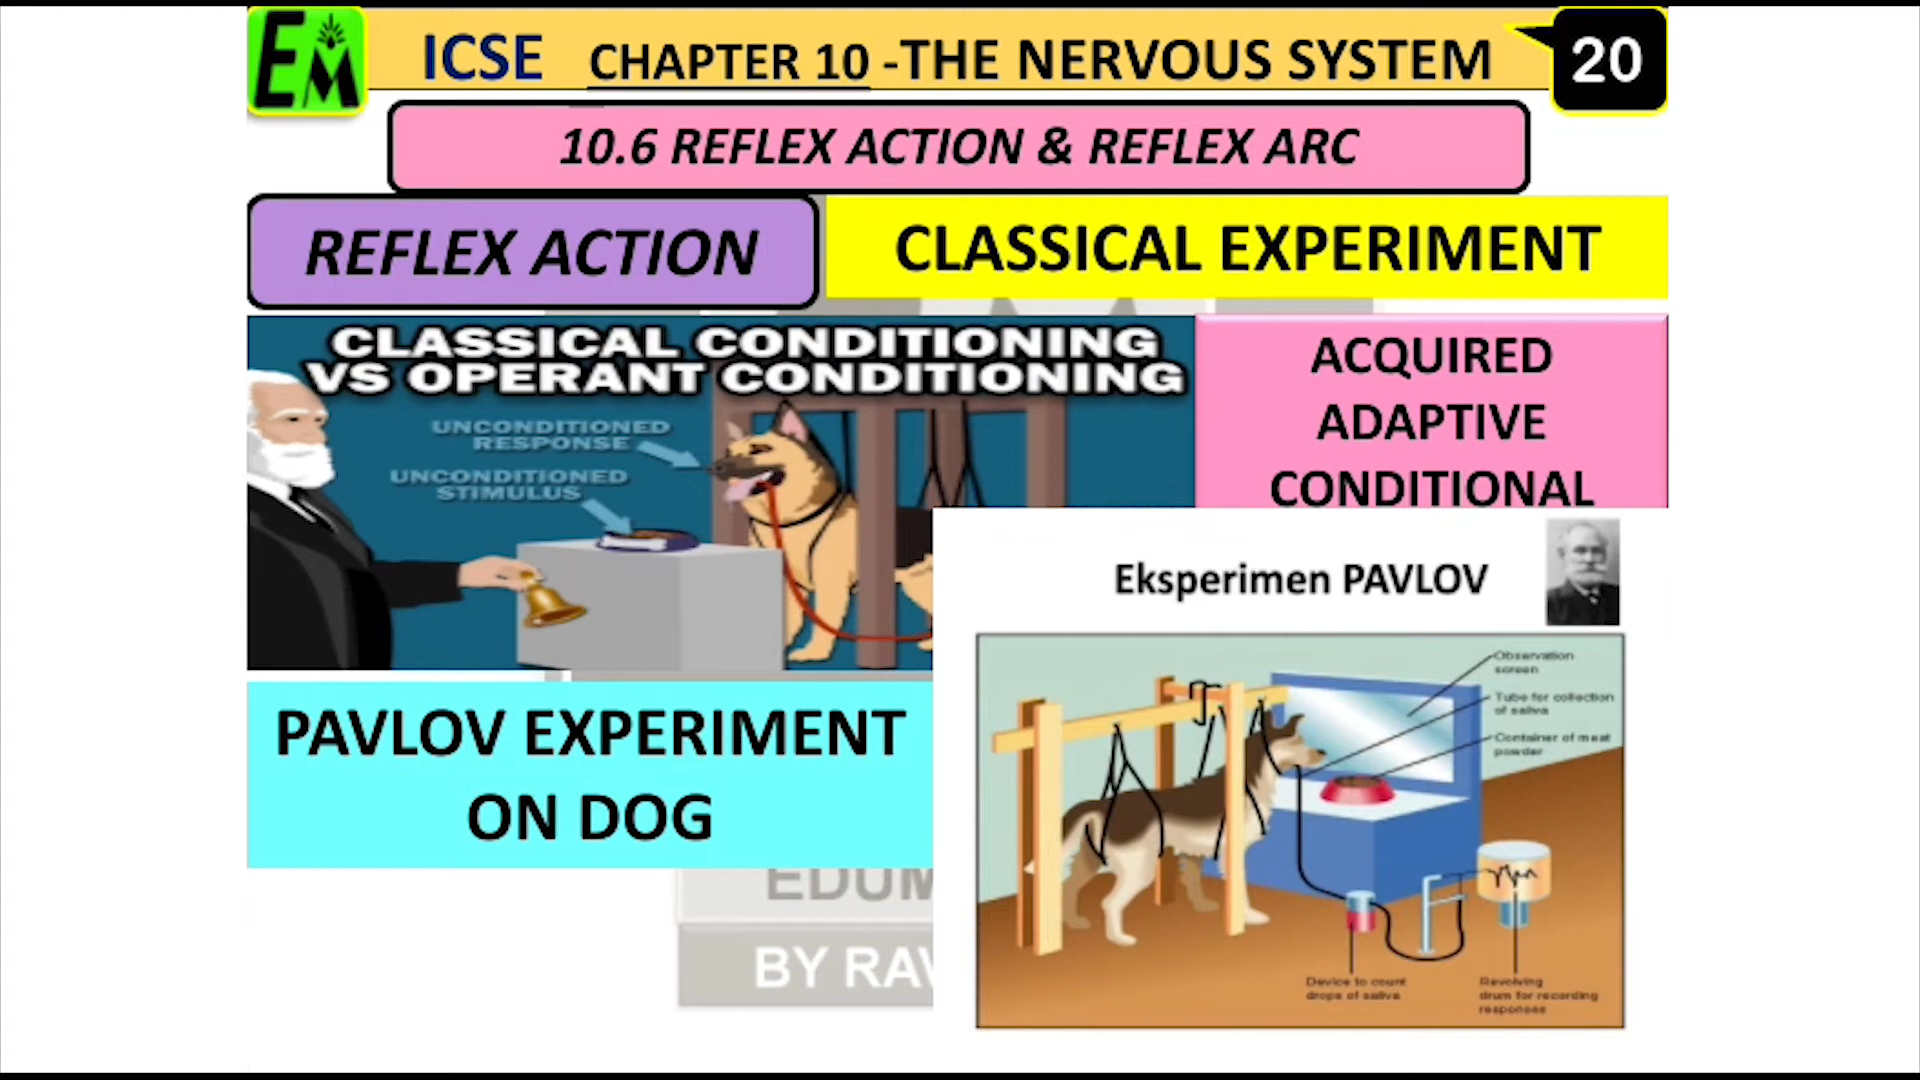 EM
ICSE CHAPTER 10 -THE NERVOUS SYSTEM
20
10.6 REFLEX ACTION & REFLEX ARC
REFLEX ACTION
CLASSICAL EXPERIMENT
CLASSICAL CONDITIONING
VS OPERANT CONDITIONING
UNCONDITIONED
RESPONSE
UNCONDITIONED
STIMULUS
ACQUIRED
ADAPTIVE
CONDITIONAL
PAVLOV EXPERIMENT
ON DOG
Eksperimen PAVLOV
Observation
screen
Tube for collection
of saliva
Container of meat
powder
Device to count
drops of saliva
Revolving
drum for recording
responses
EDUM
BY RAV